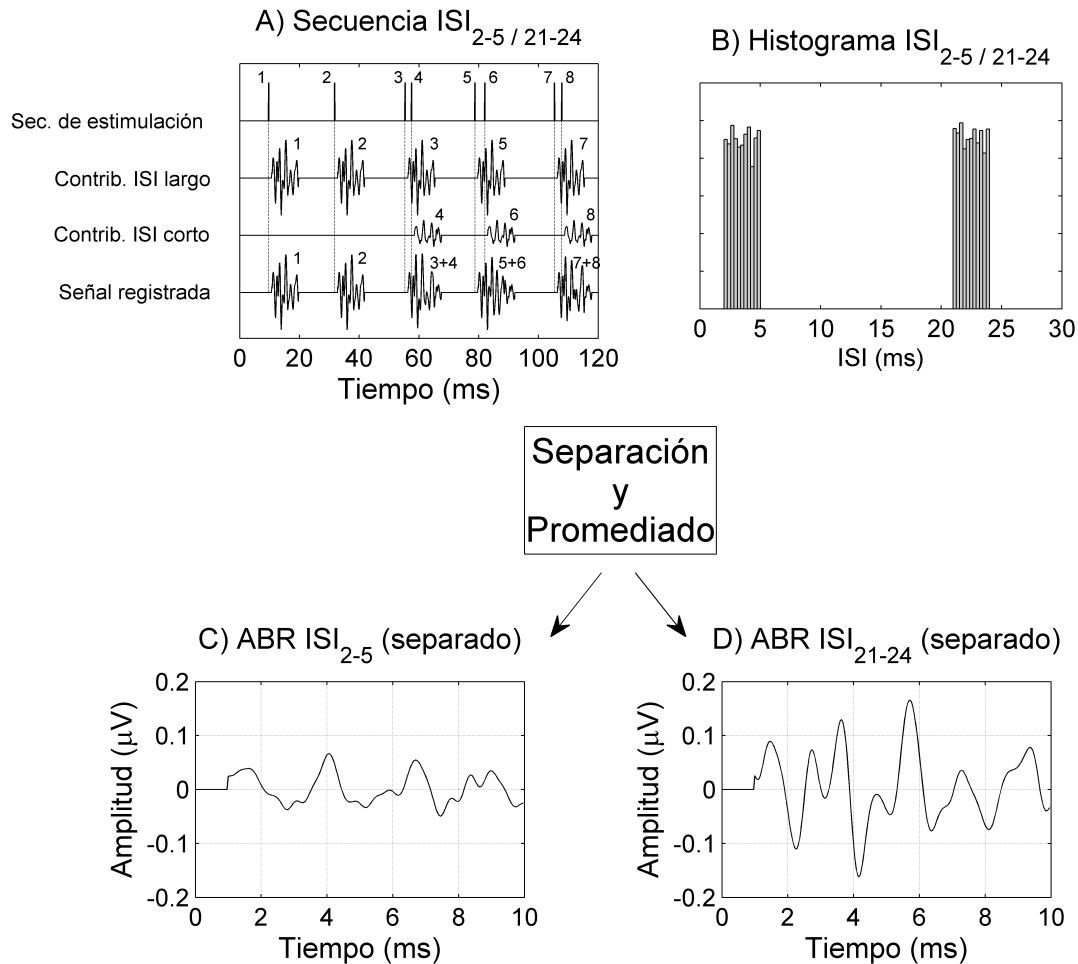 A) Secuencia ISI2-5 / 21-24
Sec. de estimulación
1 2 3 4 5 6 7 8
Contrib. ISI largo
1 2 3 5 7
Contrib. ISI corto
4 6 8
Señal registrada
1 2 3+4 5+6 7+8
0 20 40 60 80 100 120
Tiempo (ms)
B) Histograma ISI2-5 / 21-24
0 5 10 15 20 25 30
ISI (ms)
Separación
y
Promediado
C) ABR ISI2-5 (separado)
Amplitud (μV)
0.2
0.1
0
-0.1
-0.2
0 2 4 6 8 10
Tiempo (ms)
D) ABR ISI21-24 (separado)
Amplitud (μV)
0.2
0.1
0
-0.1
-0.2
0 2 4 6 8 10
Tiempo (ms)